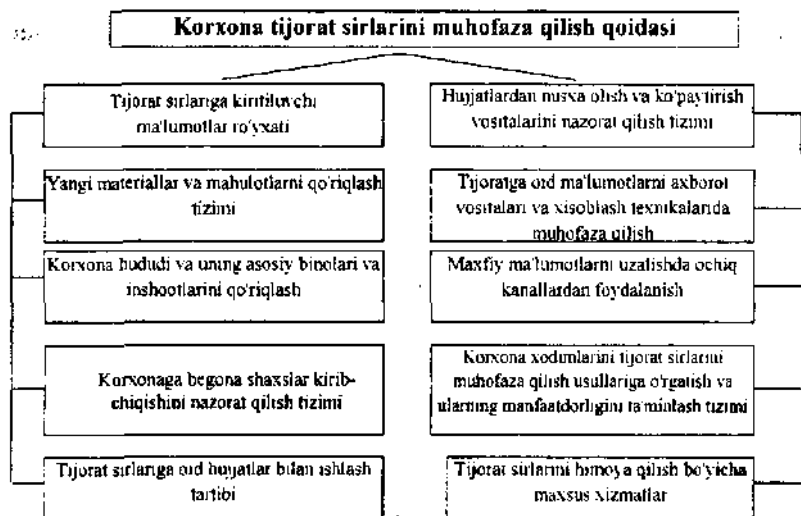 Korxona tijorat sirlarini muhofaza qilish qoidasi
Tijorat sirlariga kiritiluvchi
ma'lumotlar ro'yxati
Yangi materiallar va mahulotlarni qo'riqlash
tizimi
Korxona hududi va uning asosiy binolari va
inshootlarini qo'riqlash
Korxonaga begona shaxslar kirib-
chiqishini nazorat qilish tizimi
Tijorat sirlariga oid hujjatlar bilan ishlash
tartibi
Hujjatlardan nusxa olish va ko'paytirish
vositalarini nazorat qilish tizimi
Tijoratga oid ma'lumotlarni axborot
vositalari va xisoblash texnikalarida
muhofaza qilish
Maxfiy ma'lumotlarni uzatishda ochiq
kanallardan foydalanish
Korxona xodimlarini tijorat sirlarini
muhofaza qilish usullariga o'rgatish va
ularning manfaatdorligini ta'minlash tizimi
Tijorat sirlarini himoya qilish bo'yicha
maxsus xizmatlar